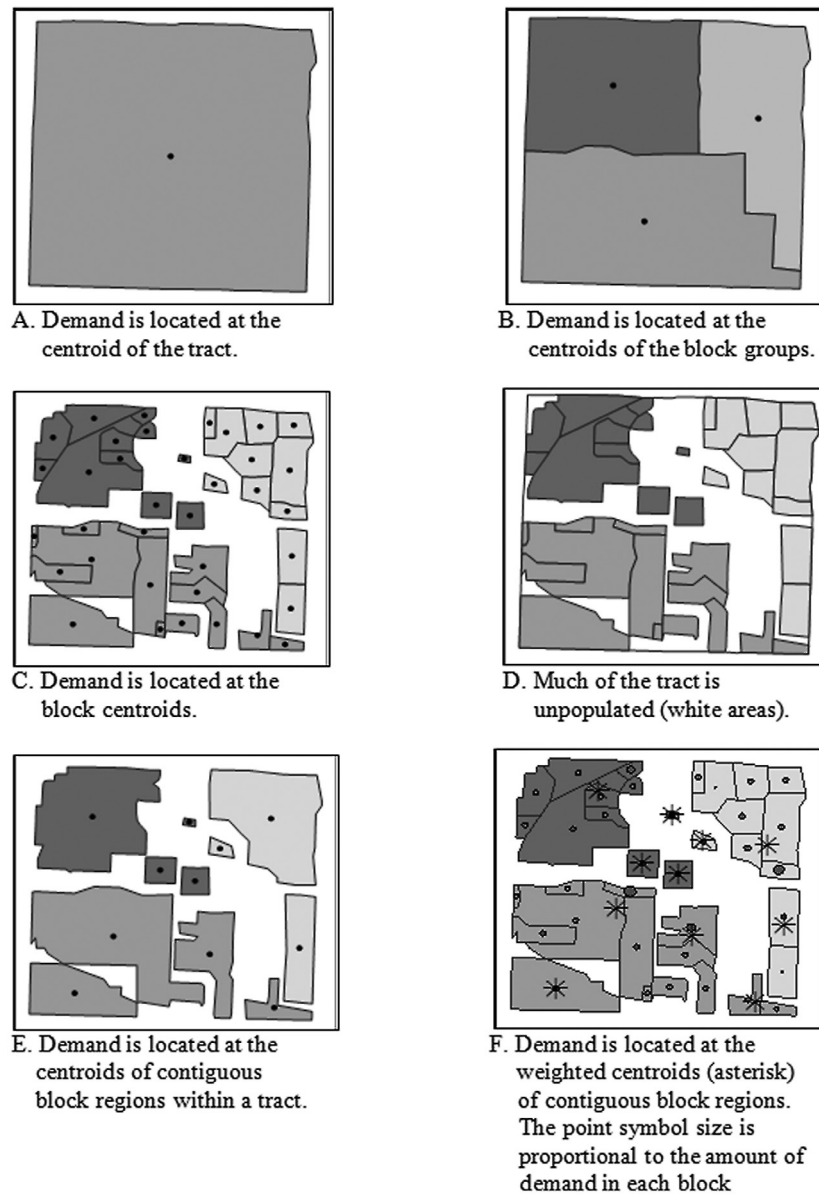 A. Demand is located at the
centroid of the tract.
B. Demand is located at the
centroids of the block groups.
C. Demand is located at the
block centroids.
D. Much of the tract is
unpopulated (white areas).
E. Demand is located at the
centroids of contiguous
block regions within a tract.
F. Demand is located at the
weighted centroids (asterisk)
of contiguous block regions.
The point symbol size is
proportional to the amount of
demand in each block